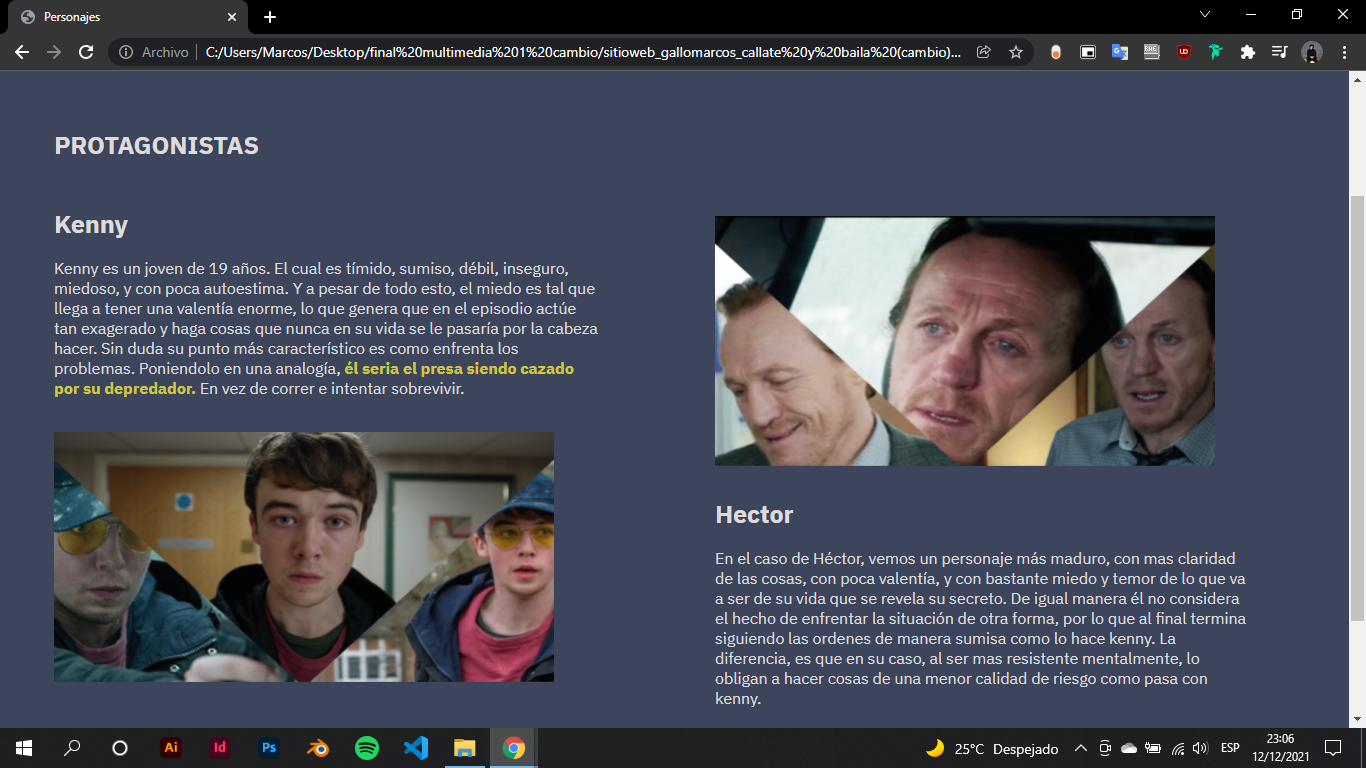 Personajes
Archivo
C:/Users/Marcos/Desktop/final%20multimedia%201%20cambio/sitioweb_gallomarcos_callate%20y%20baila%20(cambio)...
PROTAGONISTAS
Kenny
Kenny es un joven de 19 años. El cual es tímido, sumiso, débil, inseguro,
miedoso, y con poca autoestima. Y a pesar de todo esto, el miedo es tal que
llega a tener una valentía enorme, lo que genera que en el episodio actúe
tan exagerado y haga cosas que nunca en su vida se le pasaría por la cabeza
hacer. Sin duda su punto más característico es como enfrenta los
problemas. Poniendolo en una analogía, él seria el presa siendo cazado
por su depredador. En vez de correr e intentar sobrevivir.
Hector
En el caso de Héctor, vemos un personaje más maduro, con mas claridad
de las cosas, con poca valentía, y con bastante miedo y temor de lo que va
a ser de su vida que se revela su secreto. De igual manera él no considera
el hecho de enfrentar la situación de otra forma, por lo que al final termina
siguiendo las ordenes de manera sumisa como lo hace kenny. La
diferencia, es que en su caso, al ser mas resistente mentalmente, lo
obligan a hacer cosas de una menor calidad de riesgo como pasa con
kenny.
Ai
Id
Ps
25°C Despejado
ESP
23:06
12/12/2021